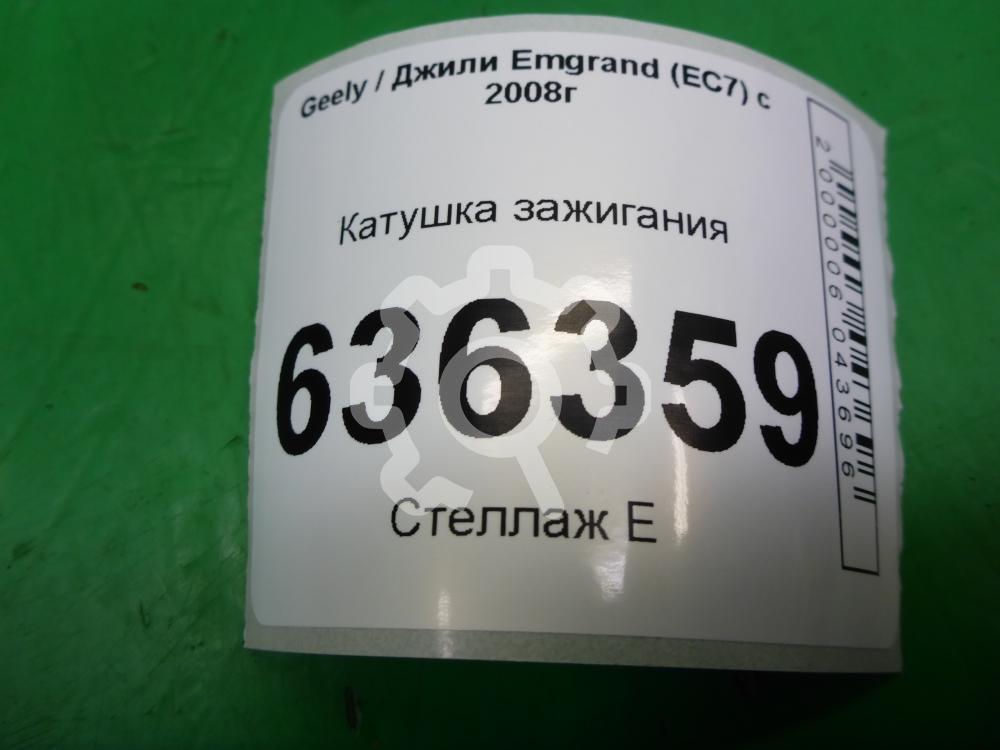 Geely / Джили Emgrand (EC7) с
2008г
Катушка зажигания
636359
Стеллаж Е
2000006043696